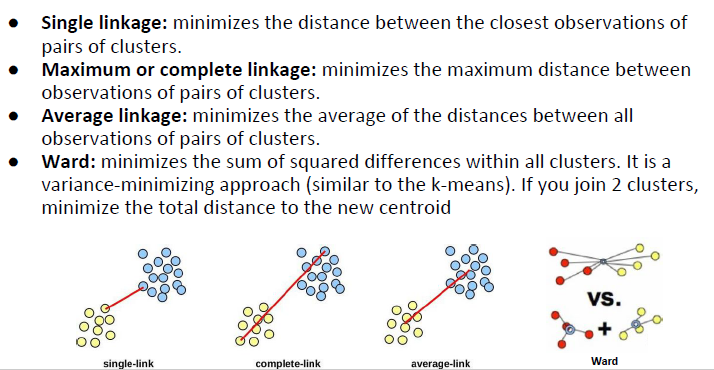 ● Single linkage: minimizes the distance between the closest observations of
pairs of clusters.
● Maximum or complete linkage: minimizes the maximum distance between
observations of pairs of clusters.
● Average linkage: minimizes the average of the distances between all
observations of pairs of clusters.
● Ward: minimizes the sum of squared differences within all clusters. It is a
variance-minimizing approach (similar to the k-means). If you join 2 clusters,
minimize the total distance to the new centroid
vs.
+
single-link
complete-link
average-link
Ward